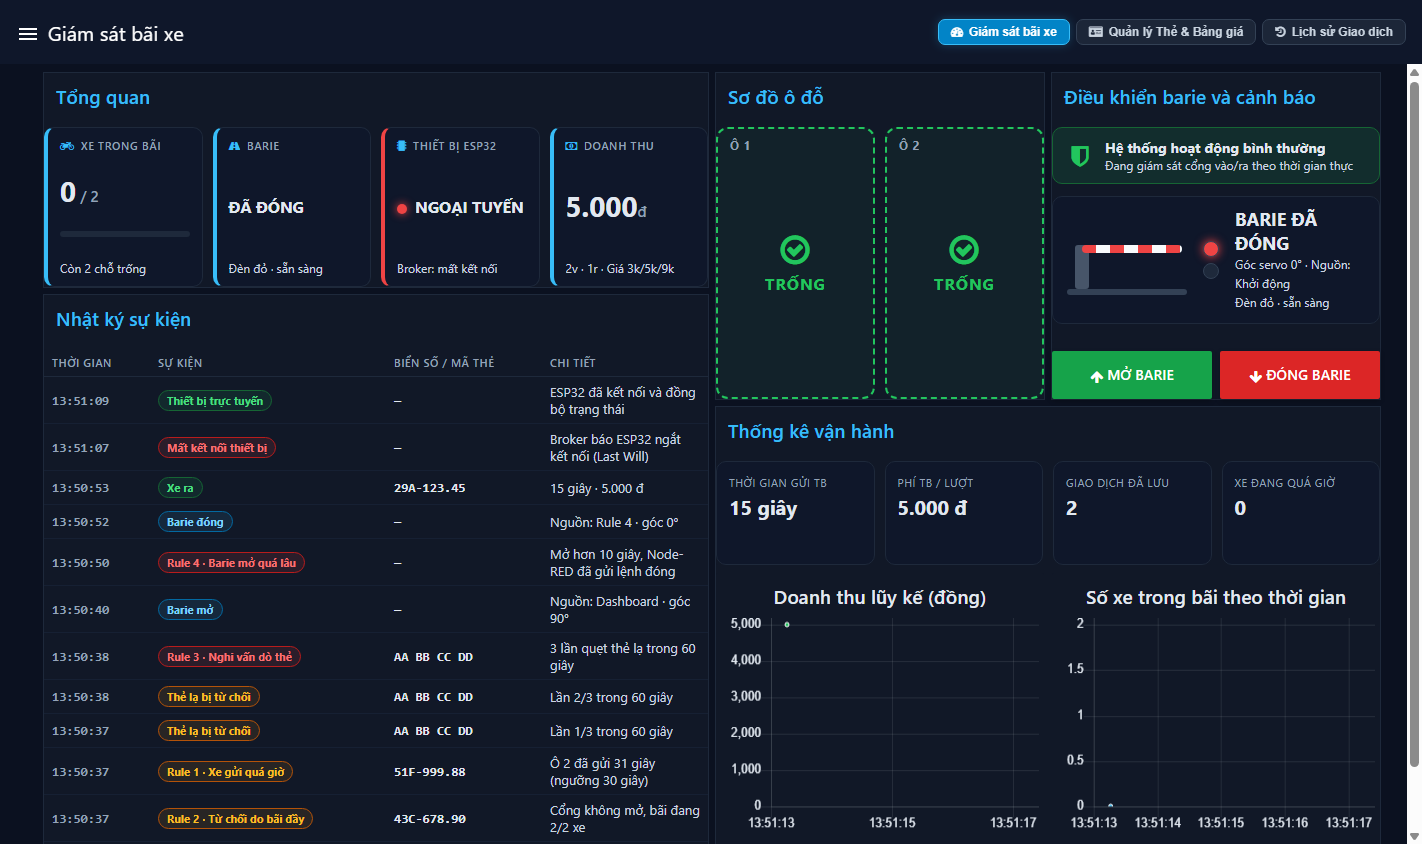 Giám sát bãi xe
Giám sát bãi xe
Quản lý Thẻ & Bảng giá
Lịch sử Giao dịch
Tổng quan
XE TRONG BÃI
0 / 2
Còn 2 chỗ trống
BARIE
ĐÃ ĐÓNG
Đèn đỏ · sẵn sàng
THIẾT BỊ ESP32
NGOẠI TUYẾN
Broker: mất kết nối
DOANH THU
5.000đ
2v · 1r · Giá 3k/5k/9k
Nhật ký sự kiện
THỜI GIAN SỰ KIỆN BIỂN SỐ / MÃ THẺ CHI TIẾT
13:51:09 Thiết bị trực tuyến — ESP32 đã kết nối và đồng
bộ trạng thái
13:51:07 Mất kết nối thiết bị — Broker báo ESP32 ngắt
kết nối (Last Will)
13:50:53 Xe ra 29A-123.45 15 giây · 5.000 đ
13:50:52 Barie đóng — Nguồn: Rule 4 · góc 0°
13:50:50 Rule 4 · Barie mở quá lâu — Mở hơn 10 giây, Node-
RED đã gửi lệnh đóng
13:50:40 Barie mở — Nguồn: Dashboard · góc
90°
13:50:38 Rule 3 · Nghi vấn dò thẻ AA BB CC DD 3 lần quẹt thẻ lạ trong 60
giây
13:50:38 Thẻ lạ bị từ chối AA BB CC DD Lần 2/3 trong 60 giây
13:50:37 Thẻ lạ bị từ chối AA BB CC DD Lần 1/3 trong 60 giây
13:50:37 Rule 1 · Xe gửi quá giờ 51F-999.88 Ô 2 đã gửi 31 giây
(ngưỡng 30 giây)
13:50:37 Rule 2 · Từ chối do bãi đầy 43C-678.90 Cổng không mở, bãi đang
2/2 xe
Sơ đồ ô đỗ
Ô 1
TRỐNG
Ô 2
TRỐNG
Điều khiển barie và cảnh báo
Hệ thống hoạt động bình thường
Đang giám sát cổng vào/ra theo thời gian thực
BARIE ĐÃ
ĐÓNG
Góc servo 0° · Nguồn:
Khởi động
Đèn đỏ · sẵn sàng
MỞ BARIE
ĐÓNG BARIE
Thống kê vận hành
THỜI GIAN GỬI TB
15 giây
PHÍ TB / LƯỢT
5.000 đ
GIAO DỊCH ĐÃ LƯU
2
XE ĐANG QUÁ GIỜ
0
Doanh thu lũy kế (đồng)
5,000
4,000
3,000
2,000
1,000
0
13:51:13 13:51:15 13:51:17
Số xe trong bãi theo thời gian
2
1.5
1
0.5
0
13:51:13 13:51:14 13:51:15 13:51:16 13:51:17